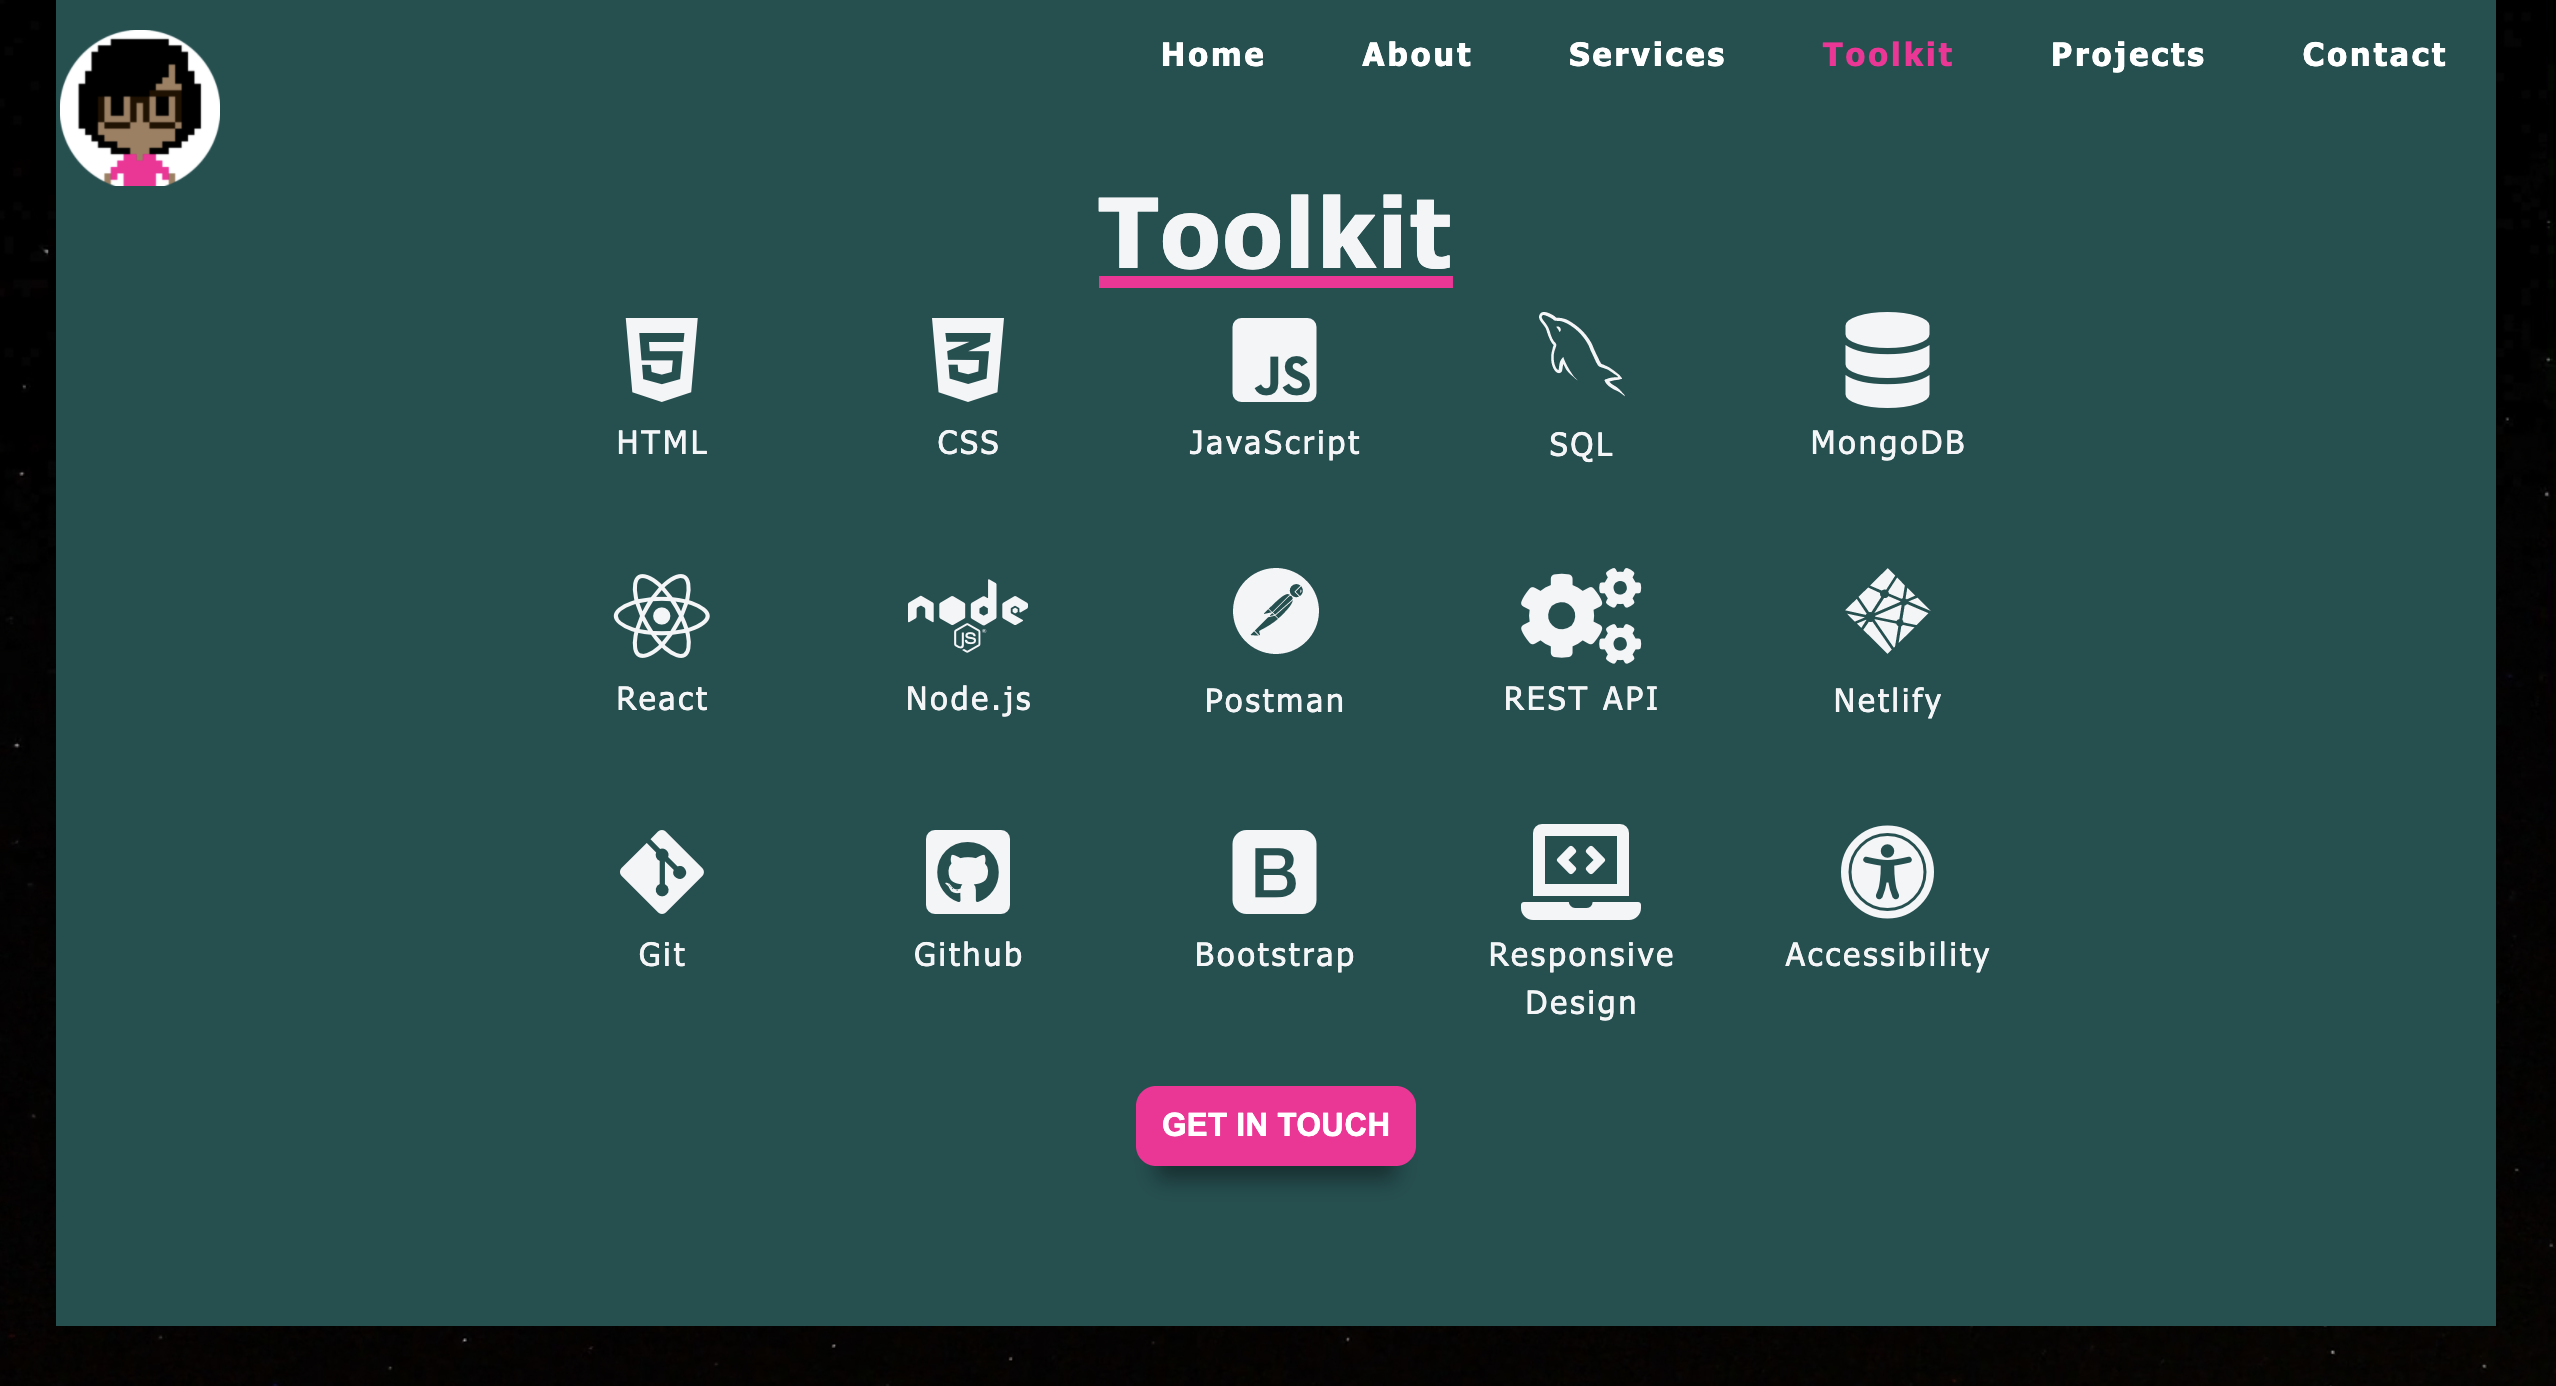 Home About Services Toolkit Projects Contact
Toolkit
5 3 JS
HTML CSS JavaScript SQL MongoDB
node
JS
React Node.js Postman REST API Netlify
B
Git Github Bootstrap Responsive Design Accessibility
GET IN TOUCH